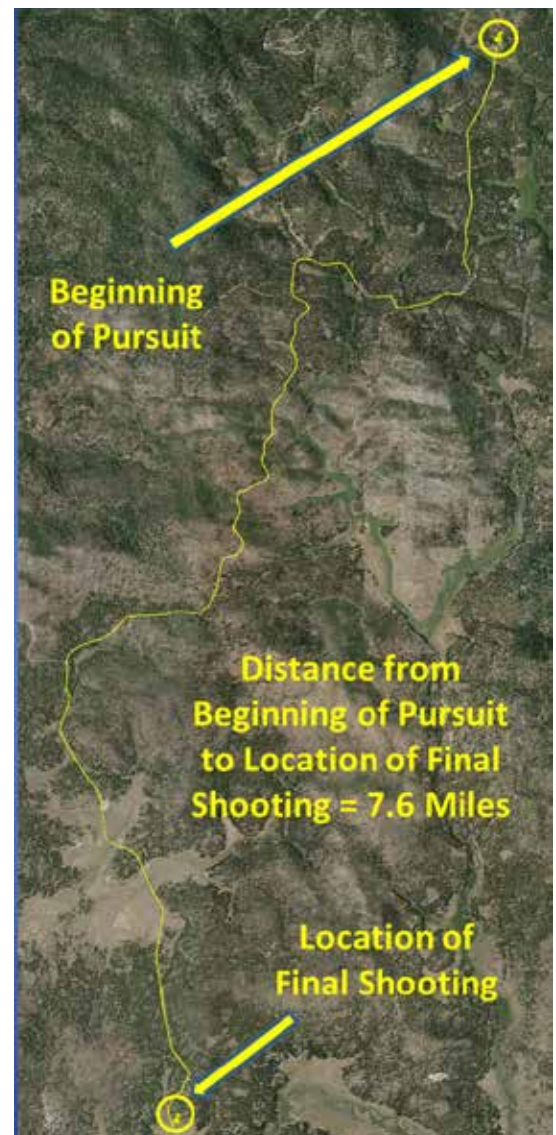 Beginning
of Pursuit
Distance from
Beginning of Pursuit
to Location of Final
Shooting = 7.6 Miles
Location of
Final Shooting